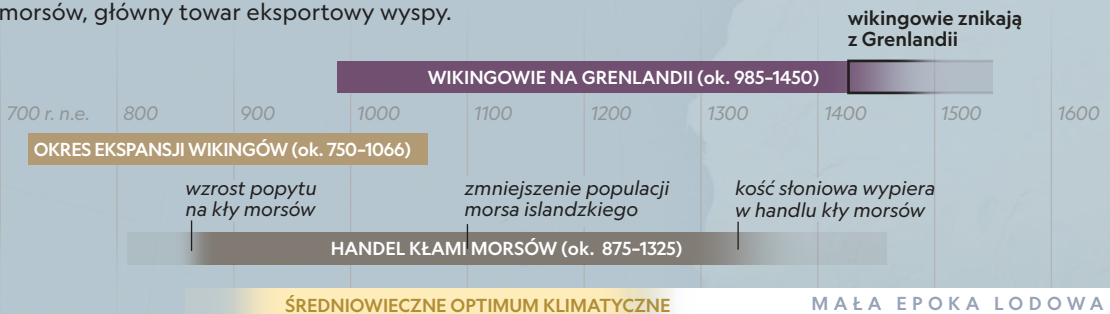 morsów, główny towar eksportowy wyspy.
wikingowie znikają
z Grenlandii
WIKINGOWIE NA GRENLANDII (ok. 985–1450)
700 r. n.e. 800 900 1000 1100 1200 1300 1400 1500 1600
OKRES EKSPANSJI WIKINGÓW (ok. 750–1066)
wzrost popytu
na kły morsów
zmniejszenie populacji
morsa islandzkiego
kość słoniowa wypiera
w handlu kły morsów
HANDEL KŁAMI MORSÓW (ok. 875–1325)
ŚREDNIOWIECZNE OPTIMUM KLIMATYCZNE
MAŁA EPOKA LODOWA